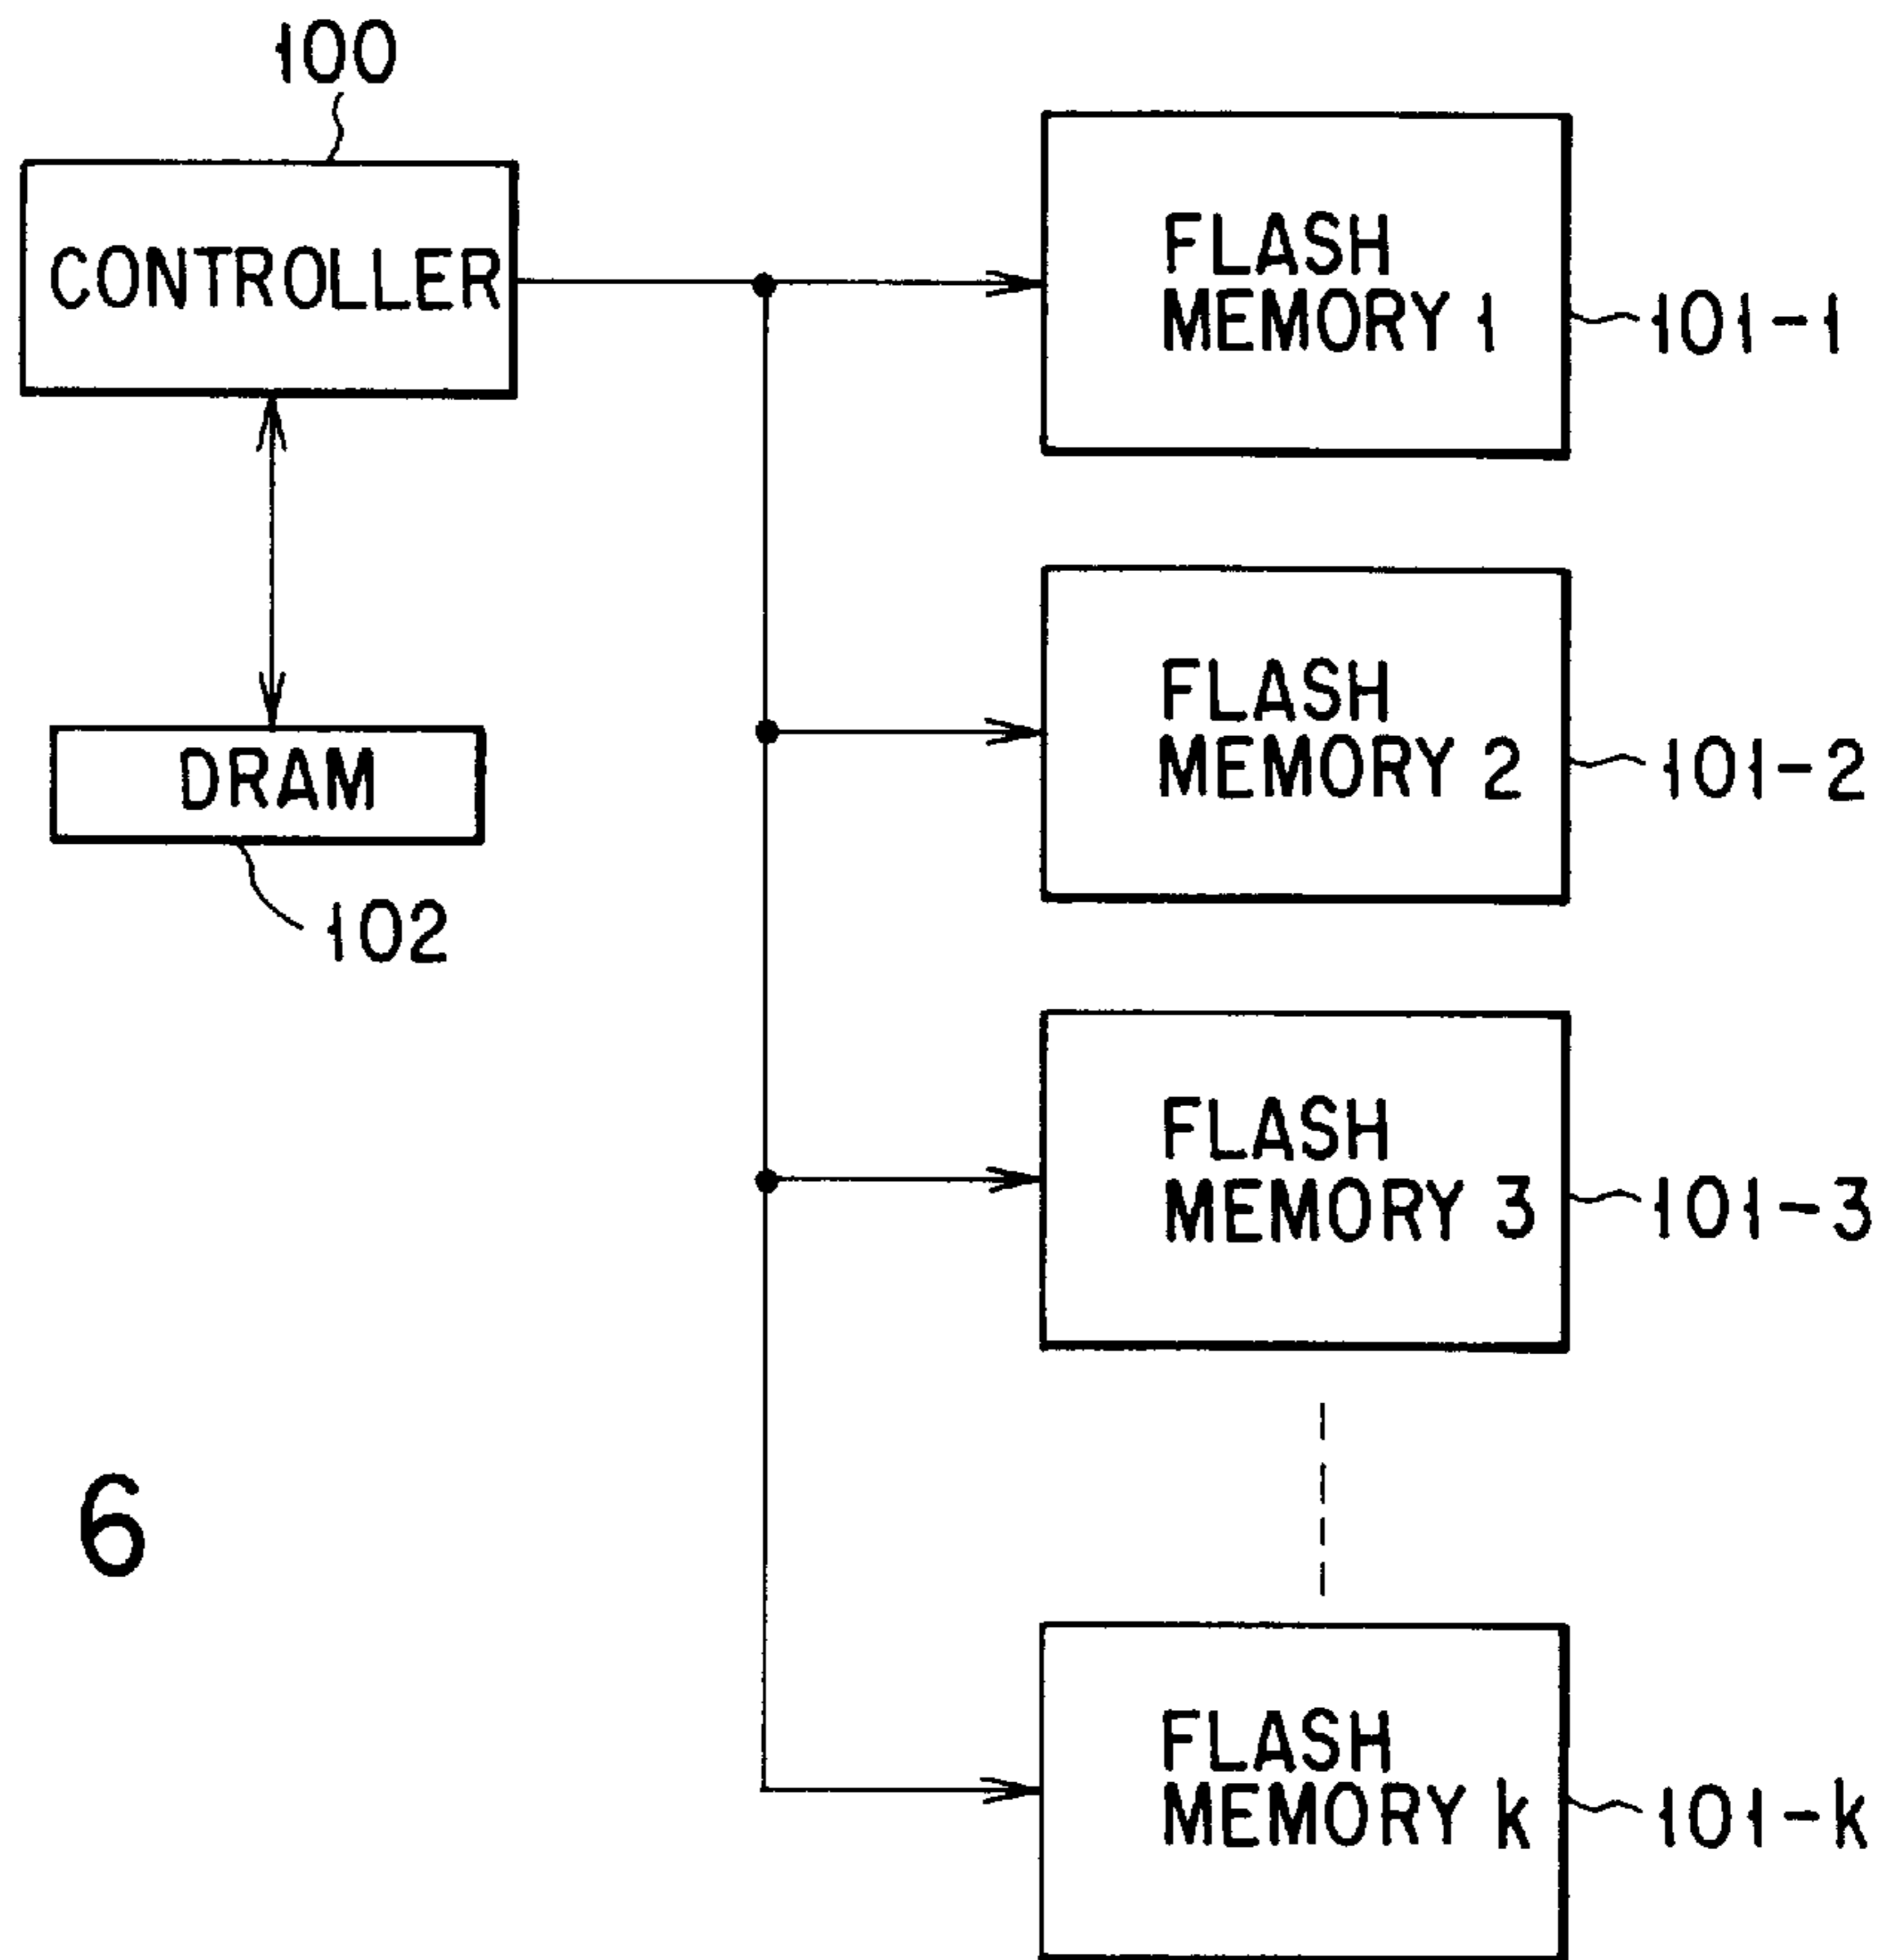 100
CONTROLLER
DRAM
102
FLASH
MEMORY 1
101-1
FLASH
MEMORY 2
101-2
FLASH
MEMORY 3
101-3
FLASH
MEMORY k
101-k
6